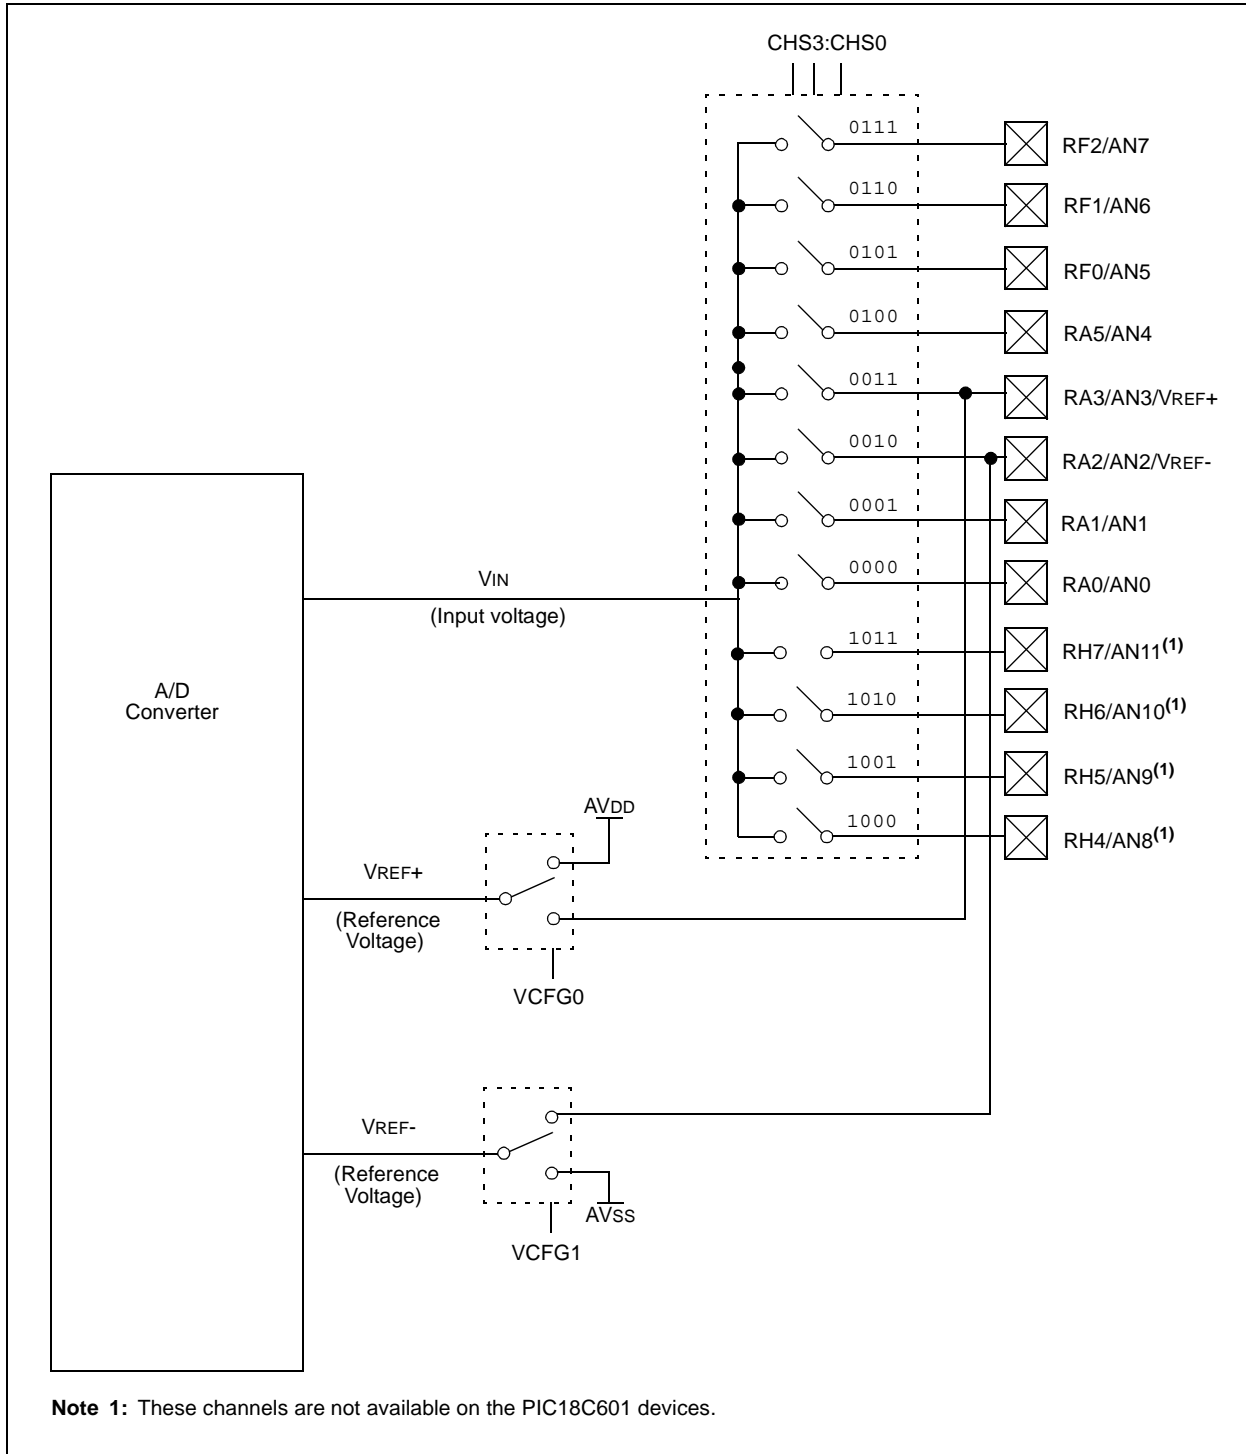 CHS3:CHS0
0111
RF2/AN7
0110
RF1/AN6
0101
RF0/AN5
0100
RA5/AN4
0011
RA3/AN3/VREF+
0010
RA2/AN2/VREF-
0001
RA1/AN1
0000
RA0/AN0
VIN
(Input voltage)
1011
RH7/AN11(1)
1010
RH6/AN10(1)
1001
RH5/AN9(1)
1000
RH4/AN8(1)
A/D
Converter
AVDD
VREF+
(Reference
Voltage)
VCFG0
VREF-
(Reference
Voltage)
AVSS
VCFG1
Note 1: These channels are not available on the PIC18C601 devices.